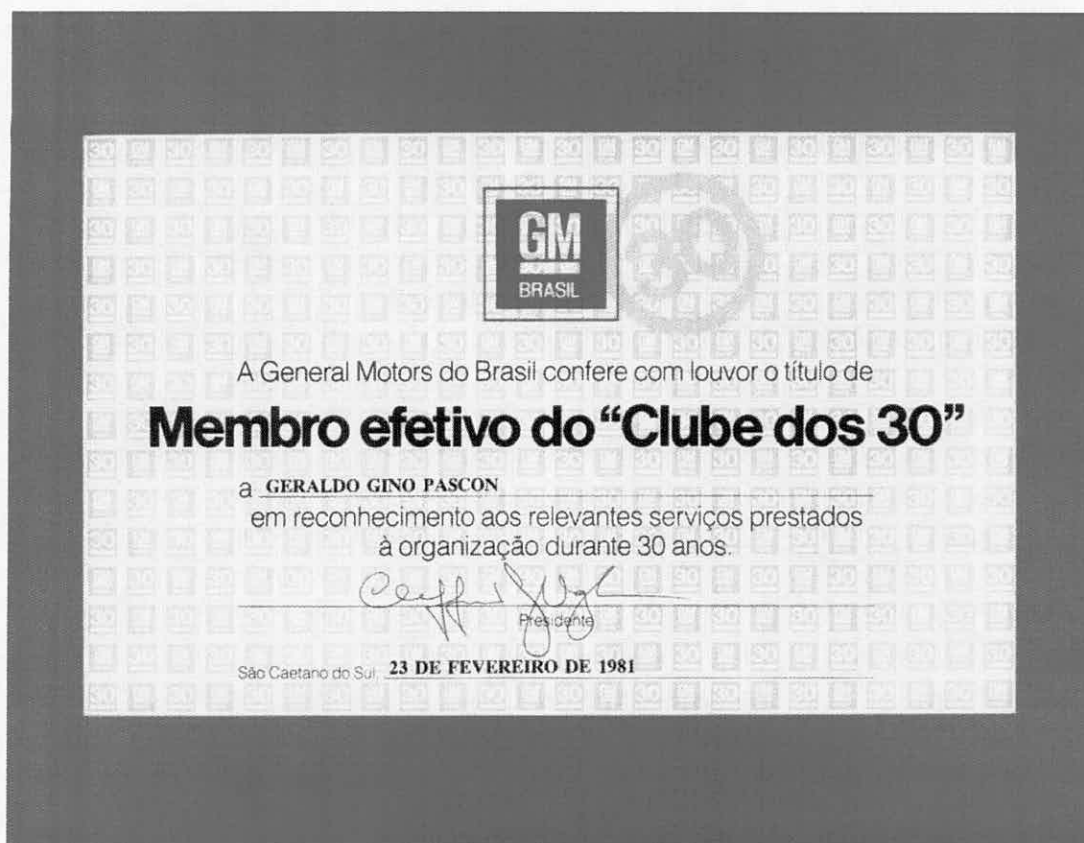 GM
BRASIL
30
A General Motors do Brasil confere com louvor o título de
Membro efetivo do “Clube dos 30”
a GERALDO GINO PASCON
em reconhecimento aos relevantes serviços prestados
à organização durante 30 anos.
Presidente
São Caetano do Sul, 23 DE FEVEREIRO DE 1981